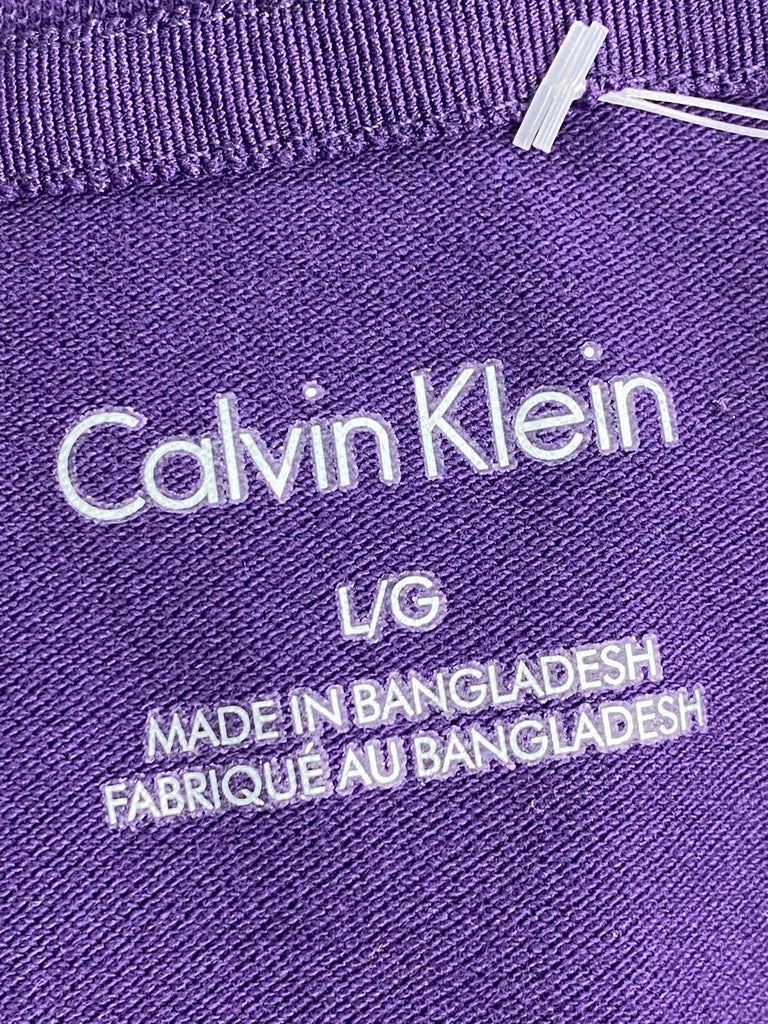 Calvin Klein
L/G
MADE IN BANGLADESH
FABRIQUÉ AU BANGLADESH